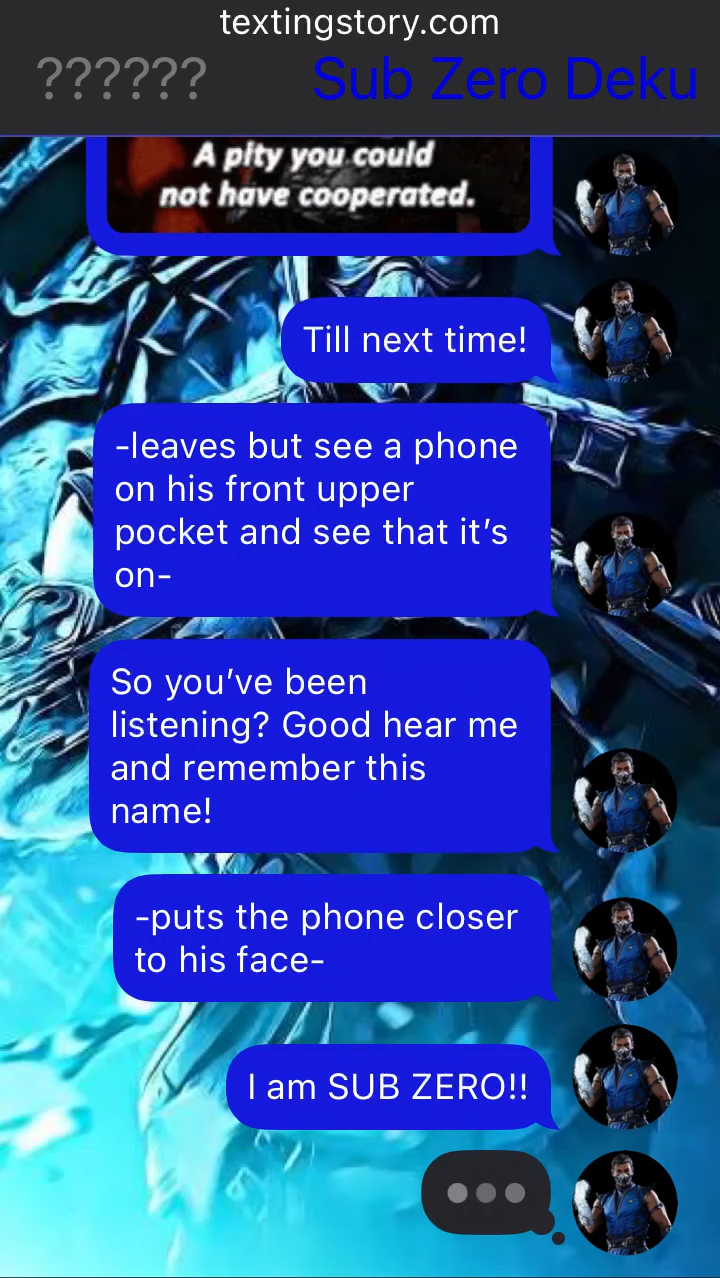 textingstory.com
?????? Sub Zero Deku
A pity you could
not have cooperated.
Till next time!
-leaves but see a phone
on his front upper
pocket and see that it’s
on-
So you’ve been
listening? Good hear me
and remember this
name!
-puts the phone closer
to his face-
I am SUB ZERO!!